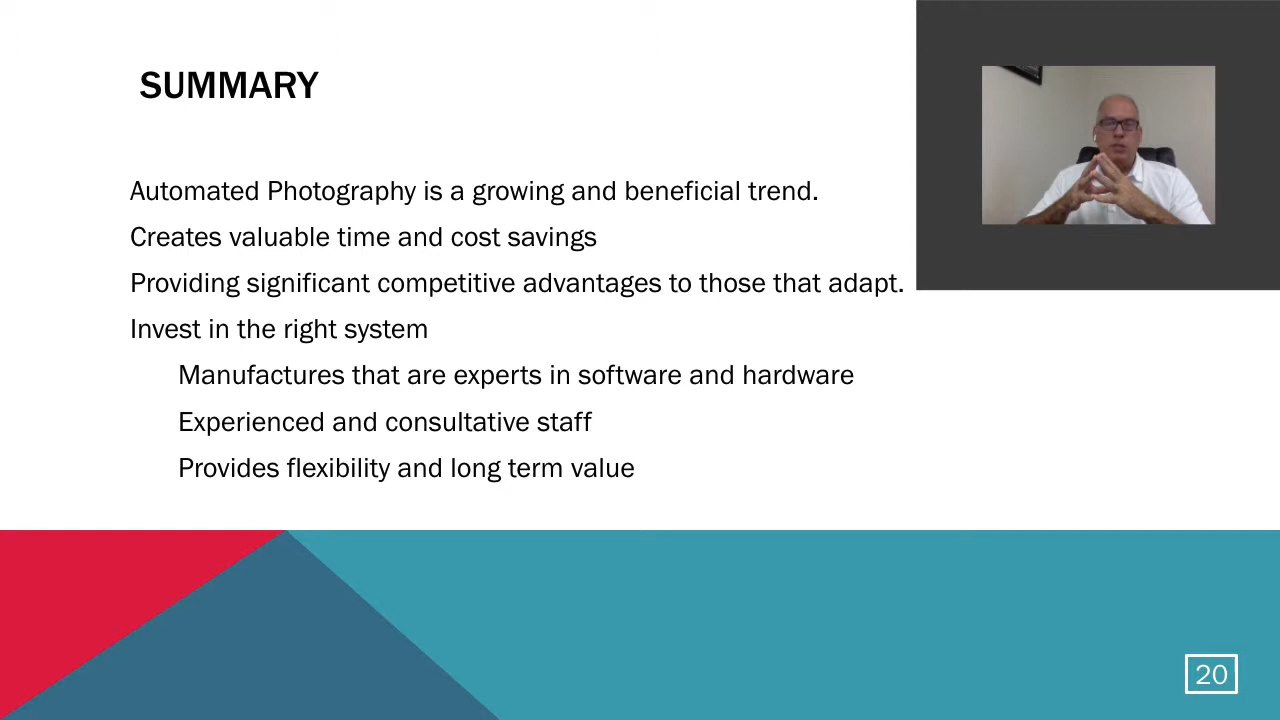 SUMMARY
Automated Photography is a growing and beneficial trend.
Creates valuable time and cost savings
Providing significant competitive advantages to those that adapt.
Invest in the right system
Manufactures that are experts in software and hardware
Experienced and consultative staff
Provides flexibility and long term value
20